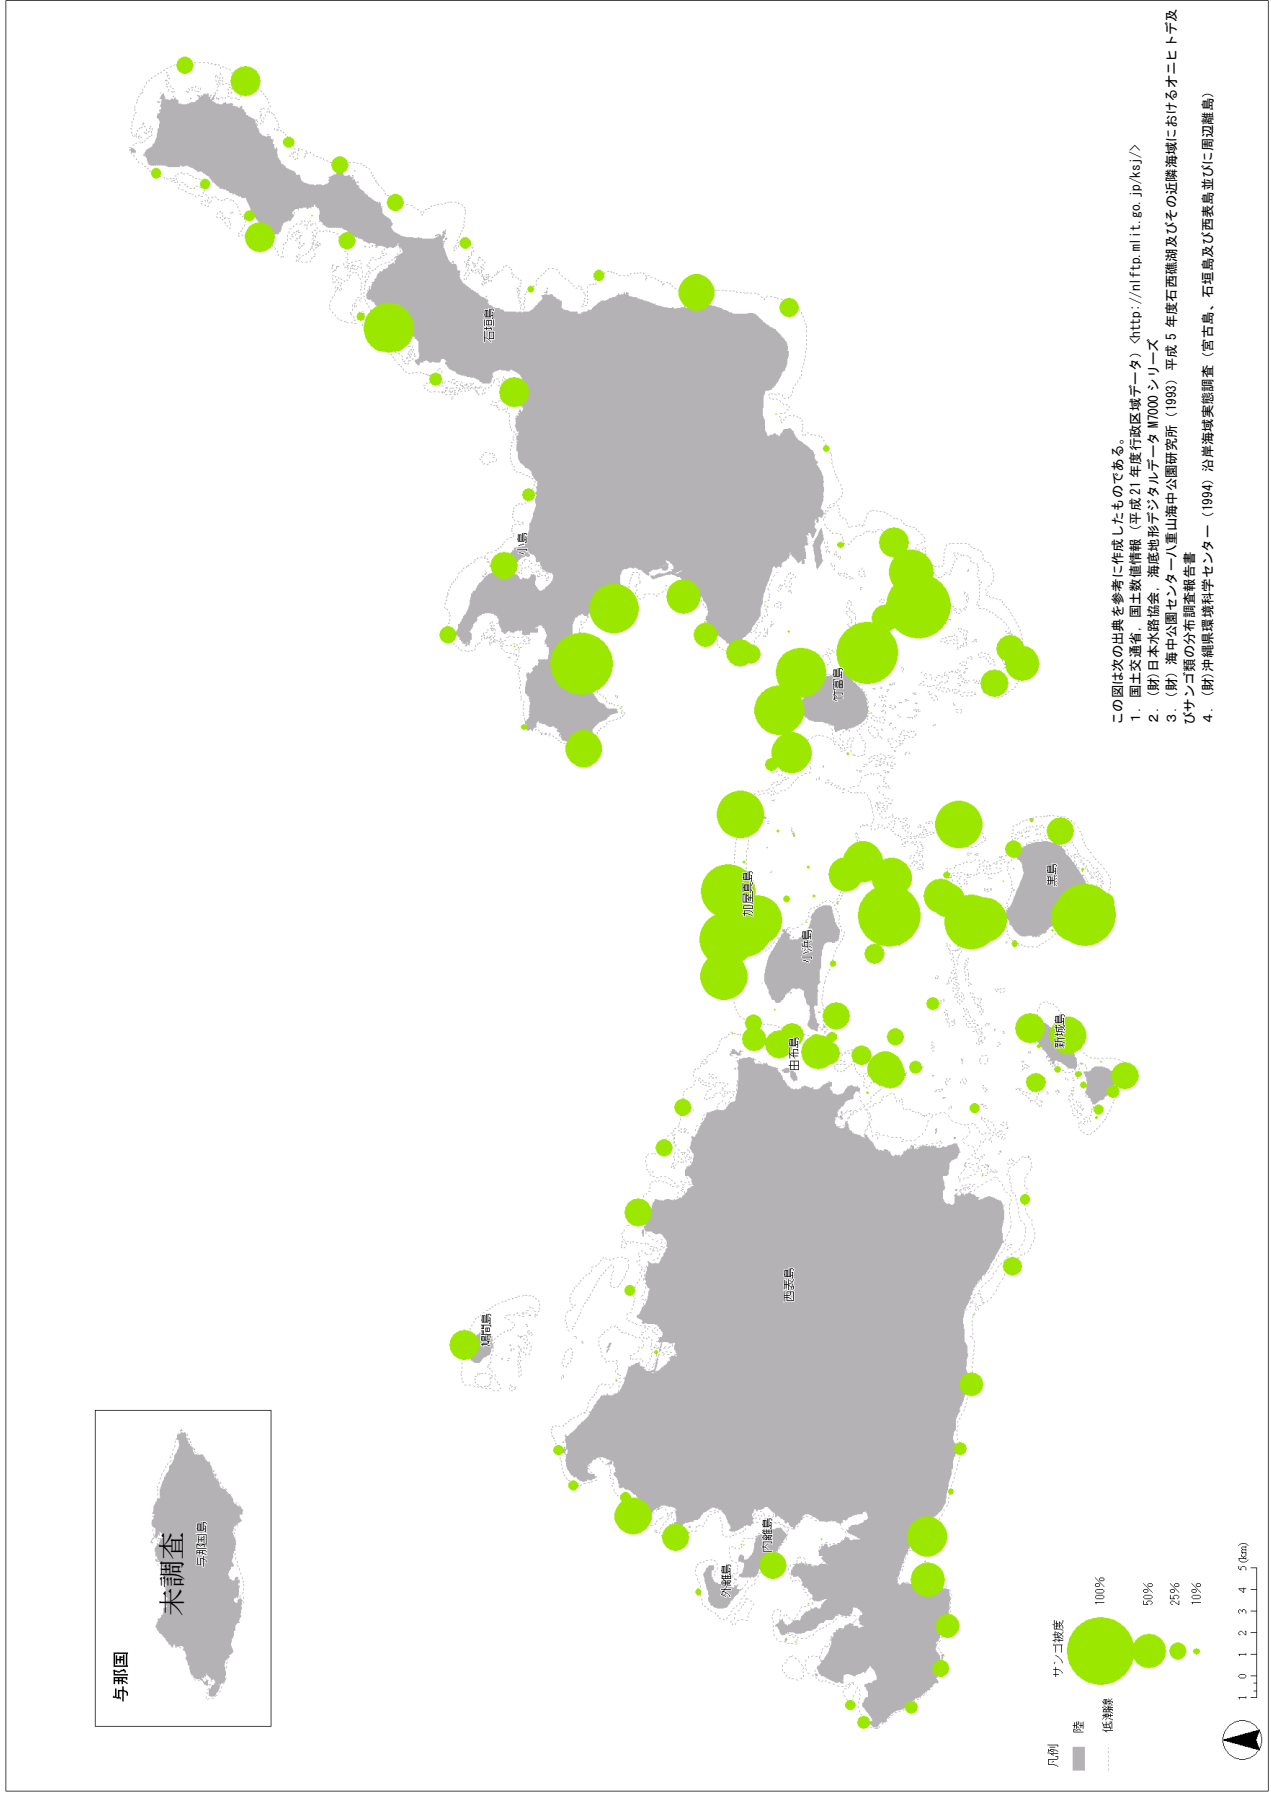 与那国
未調査
与那国島
石垣島
小島
竹富島
加屋真島
小浜島
黒島
由布島
新城島
西表島
鳩間島
内離島
外離島
この図は次の出典を参考に作成したものである。
1. 国土交通省, 国土数値情報（平成21年度行政区域データ）<http://nlftp.mlit.go.jp/ksj/>
2. （財)日本水路協会, 海底地形デジタルデータ M7000 シリーズ
3. （財）海中公園センター八重山海中公園研究所（1993）平成 5 年度石西礁湖及びその近隣海域におけるオニヒトデ及
びサンゴ類の分布調査報告書
4. （財)沖縄県環境科学センター（1994）沿岸海域実態調査（宮古島、石垣島及び西表島並びに周辺離島）
凡例
陸
低潮線
サンゴ被度
100%
50%
25%
10%
1 0 1 2 3 4 5(km)